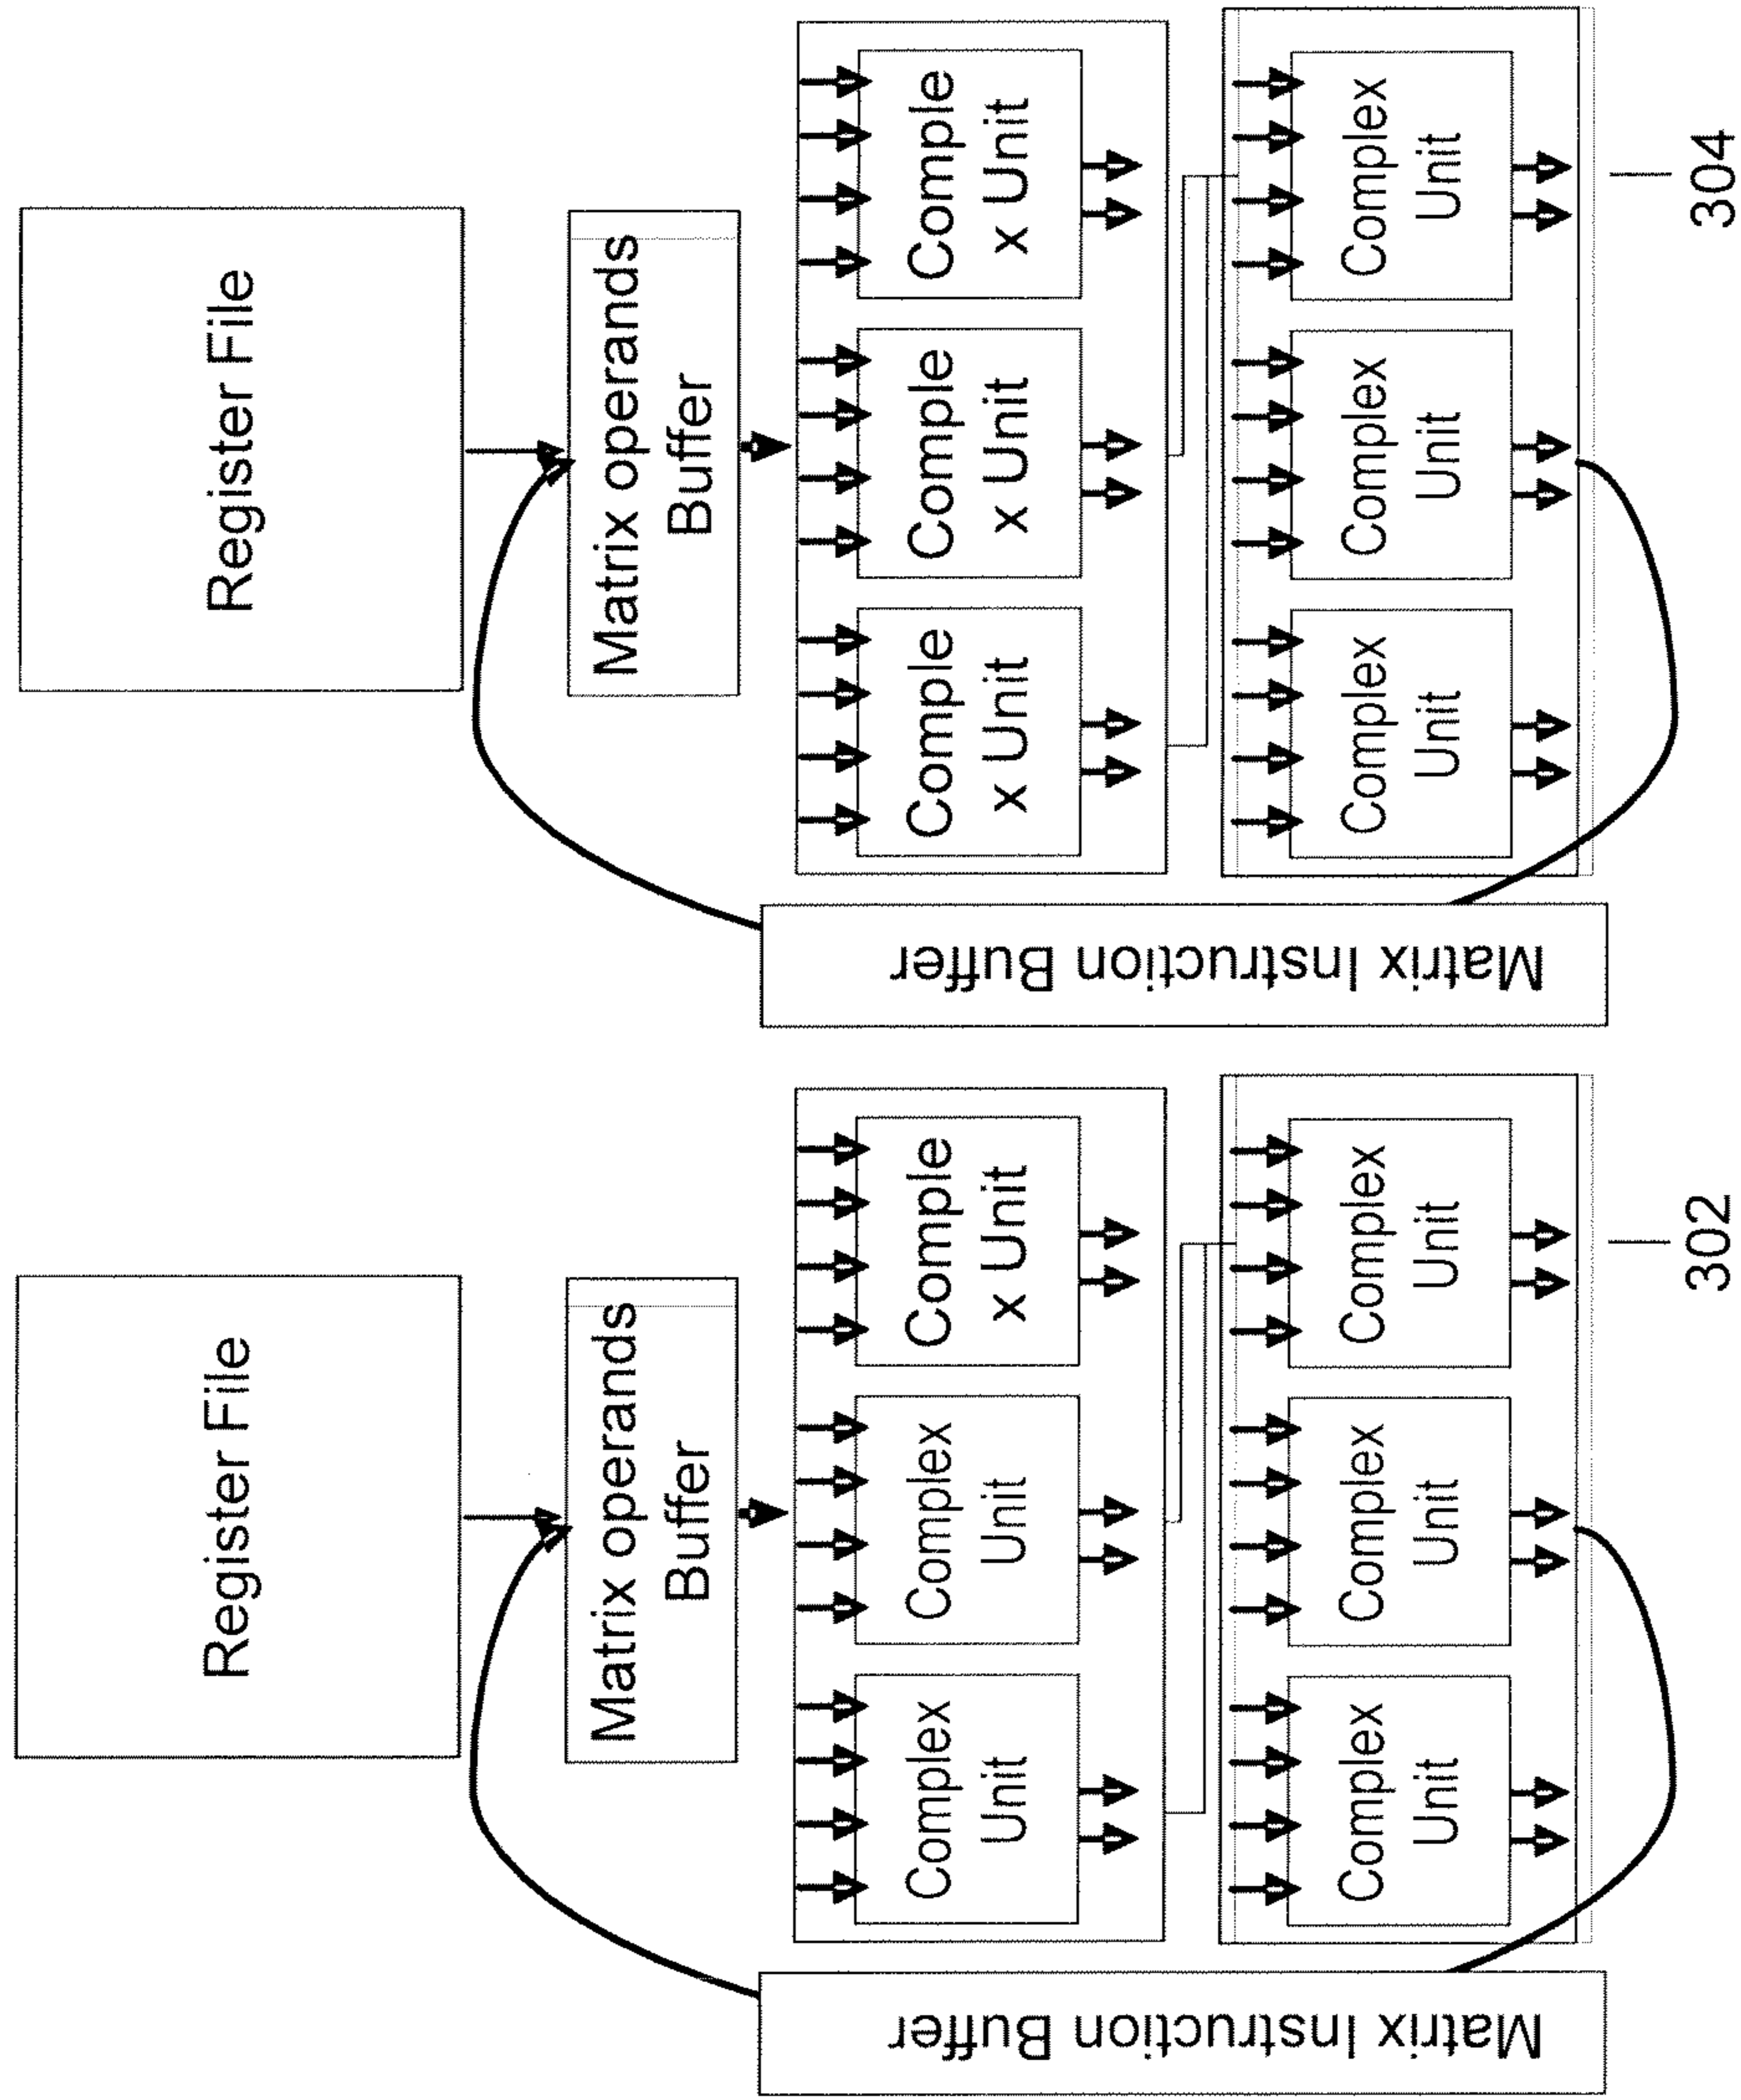 Register File
Matrix operands
Buffer
Matrix Instruction Buffer
Complex
Unit
Complex
Unit
Comple
x Unit
Complex
Unit
Complex
Unit
Complex
Unit
302
Register File
Matrix operands
Buffer
Matrix Instruction Buffer
Comple
x Unit
Comple
x Unit
Comple
x Unit
Complex
Unit
Complex
Unit
Complex
Unit
304